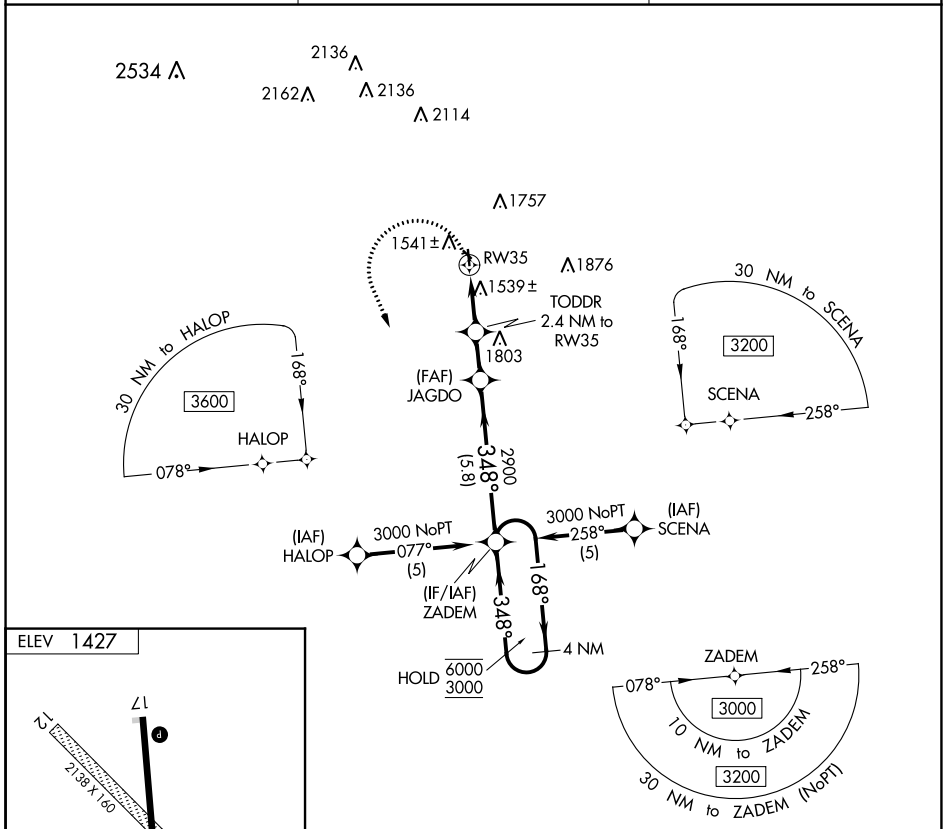 2534
2136
2162
2136
2114
1757
1541±
RW35
1876
1539±
TODDR
2.4 NM to
RW35
1803
(FAF)
JAGDO
30 NM to HALOP
168°
3600
HALOP
078°
30 NM to SCENA
168°
3200
SCENA
258°
2900
348°
(5.8)
(IAF)
HALOP
3000 NoPT
077°
(5)
3000 NoPT
258°
(5)
(IAF)
SCENA
(IF/IAF)
ZADEM
348°
168°
4 NM
HOLD 6000
3000
ZADEM
078°
258°
3000
10 NM to ZADEM
3200
30 NM to ZADEM (NoPT)
ELEV 1427
17
P
12
2138 X 160